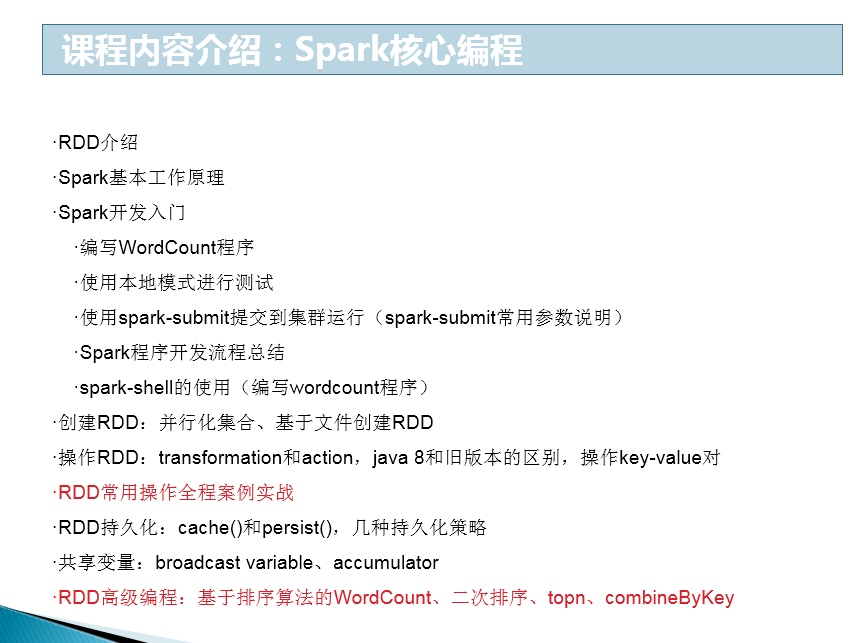 课程内容介绍：Spark核心编程
·RDD介绍
·Spark基本工作原理
·Spark开发入门
·编写WordCount程序
·使用本地模式进行测试
·使用spark-submit提交到集群运行（spark-submit常用参数说明）
·Spark程序开发流程总结
·spark-shell的使用（编写wordcount程序）
·创建RDD：并行化集合、基于文件创建RDD
·操作RDD：transformation和action，java 8和旧版本的区别，操作key-value对
·RDD常用操作全程案例实战
·RDD持久化：cache()和persist()，几种持久化策略
·共享变量：broadcast variable、accumulator
·RDD高级编程：基于排序算法的WordCount、二次排序、topn、combineByKey